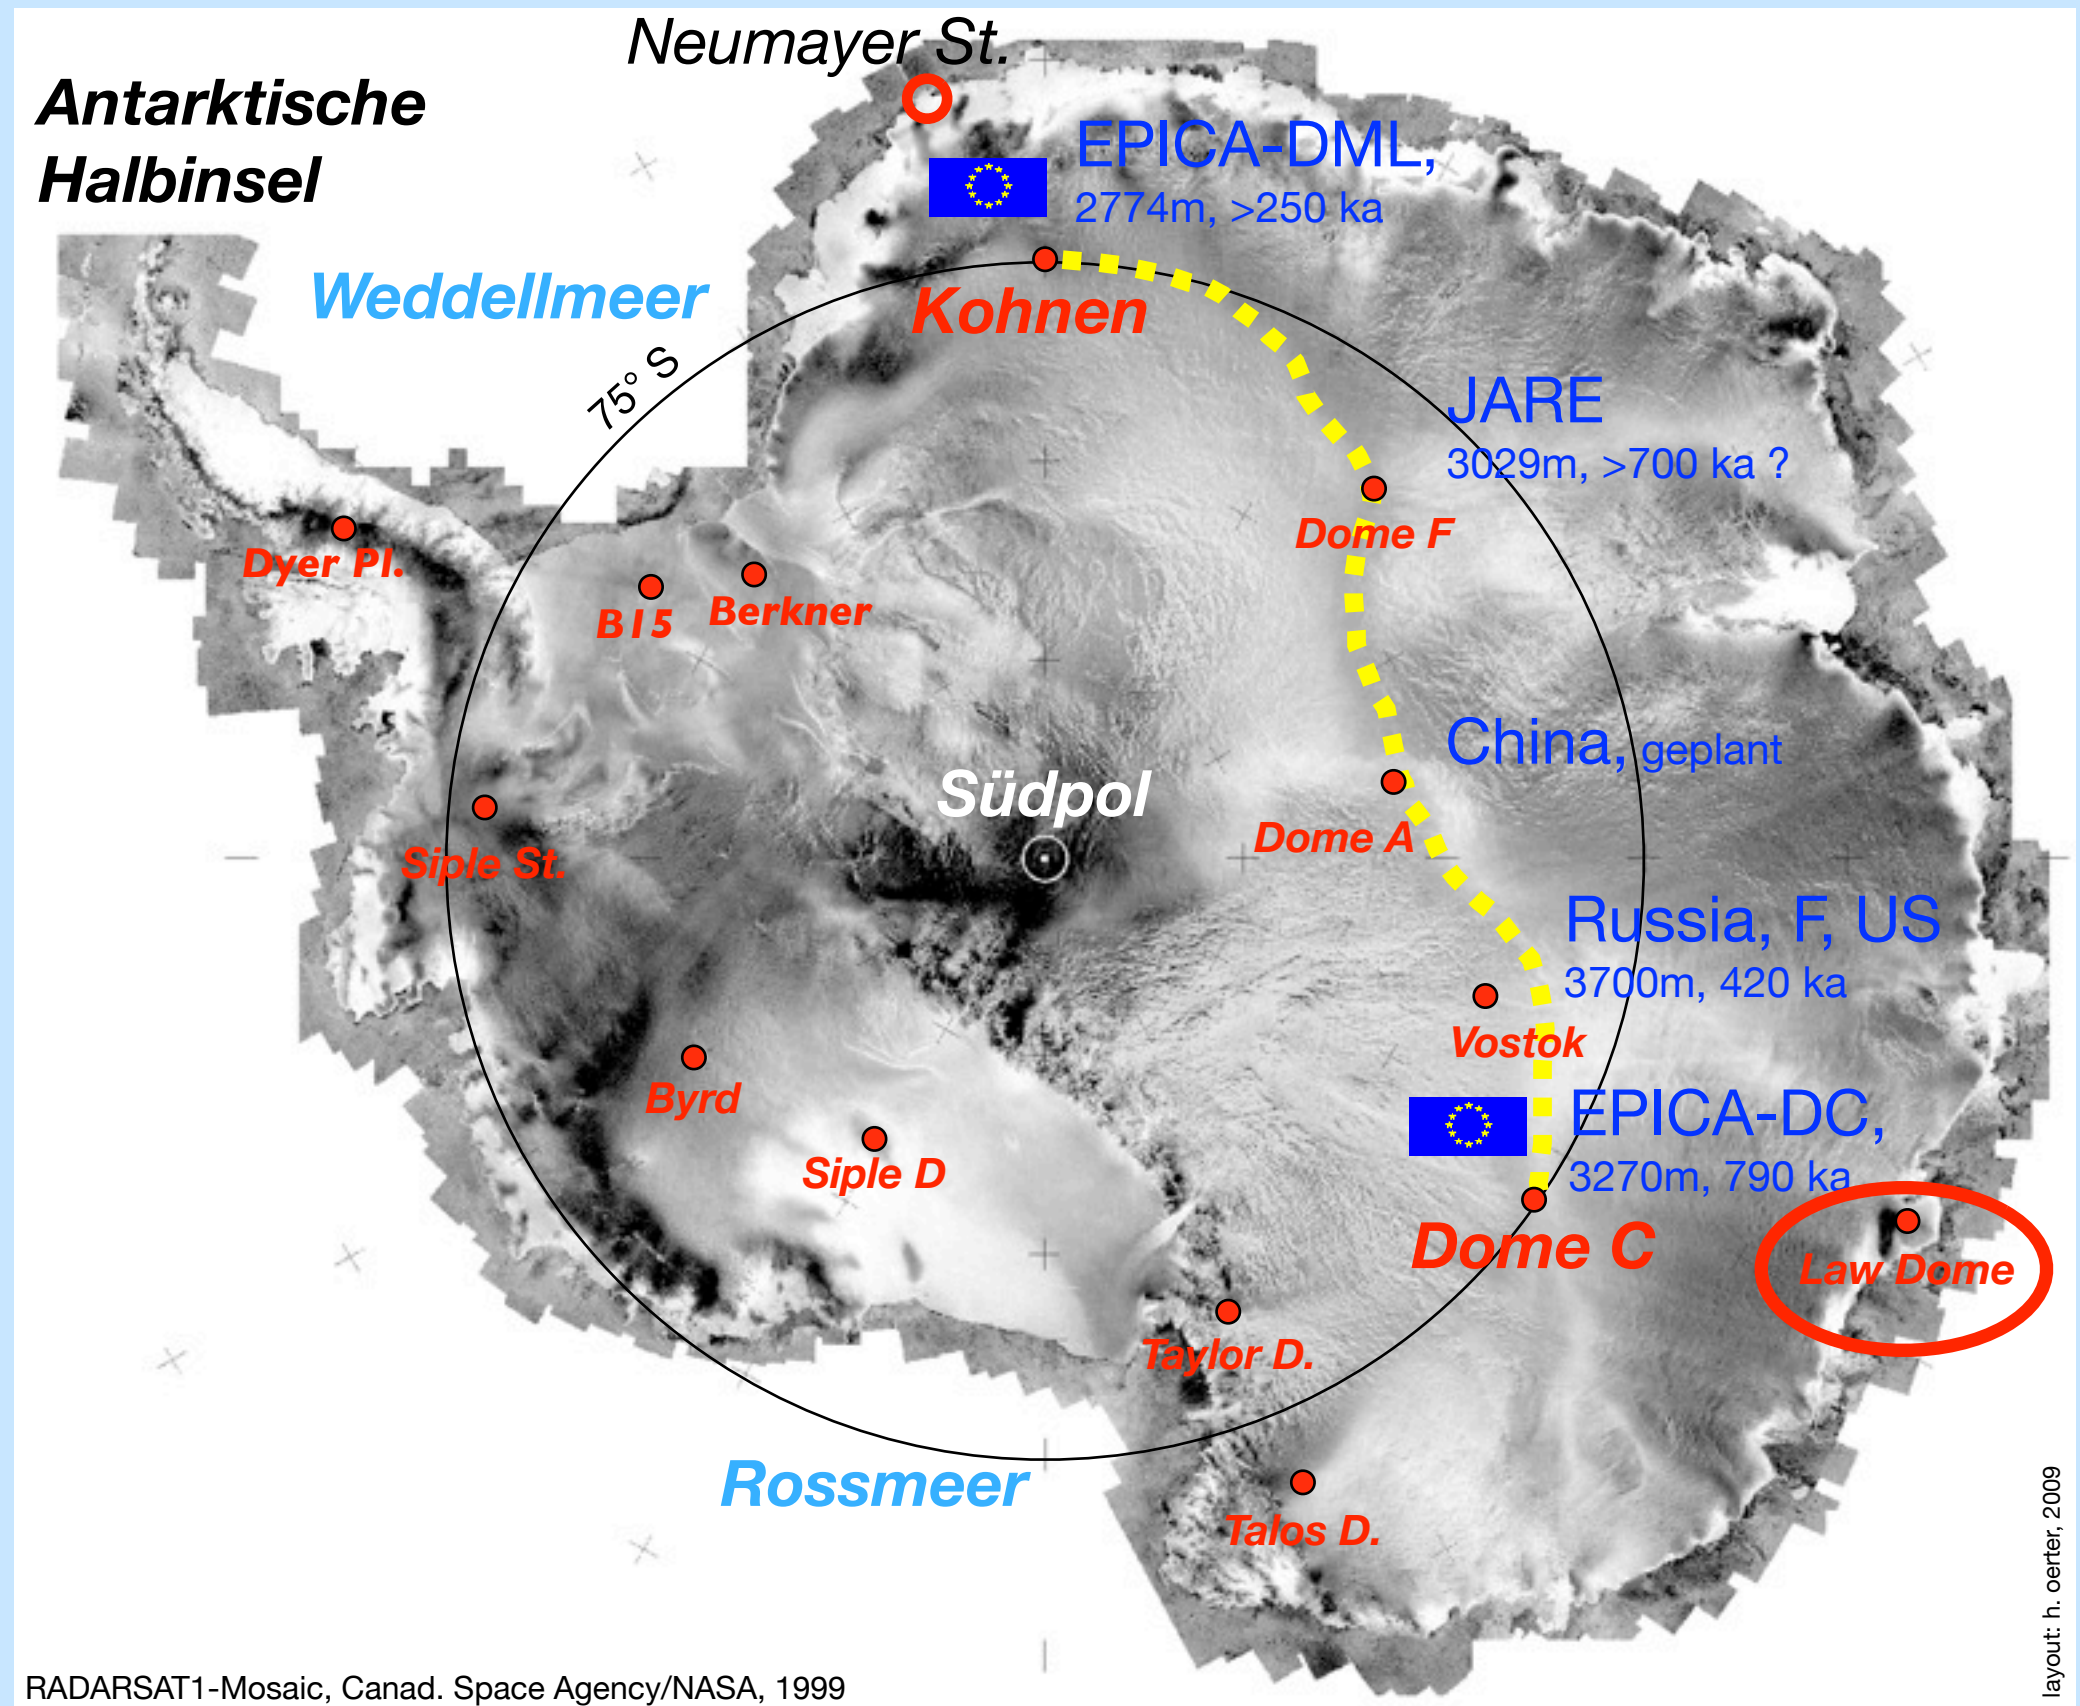 Neumayer St.
Antarktische
Halbinsel
EPICA-DML,
2774m, >250 ka
Weddellmeer
Kohnen
75° S
JARE
3029m, >700 ka ?
Dome F
Dyer Pl.
B15
Berkner
China, geplant
Südpol
Dome A
Siple St.
Russia, F, US
3700m, 420 ka
Vostok
Byrd
EPICA-DC,
3270m, 790 ka
Siple D
Dome C
Law Dome
Taylor D.
Rossmeer
Talos D.
layout: h. oerter, 2009
RADARSAT1-Mosaic, Canad. Space Agency/NASA, 1999